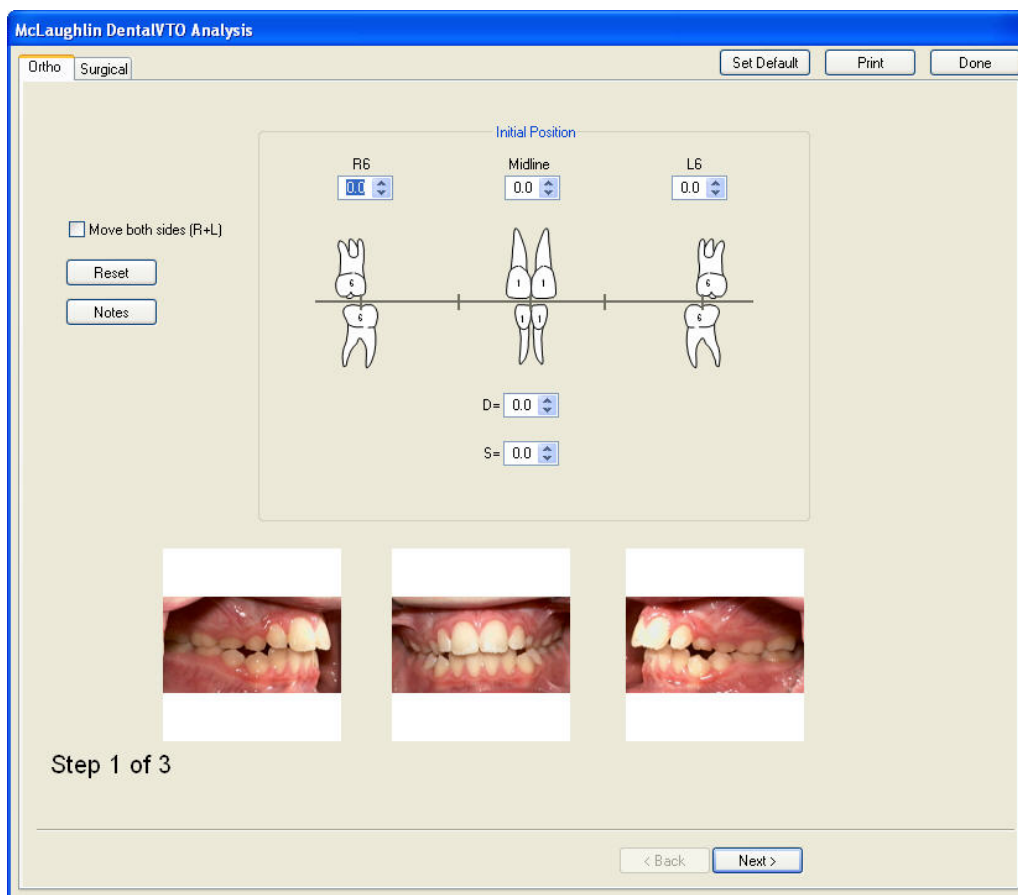 McLaughlin DentalVTO Analysis
Ortho Surgical Set Default Print Done
Initial Position
R6 Midline L6
0.0 0.0 0.0
Move both sides (R+L)
Reset
Notes
6 1 1 6
6 1 1 6
D= 0.0
S= 0.0
Step 1 of 3
< Back Next >